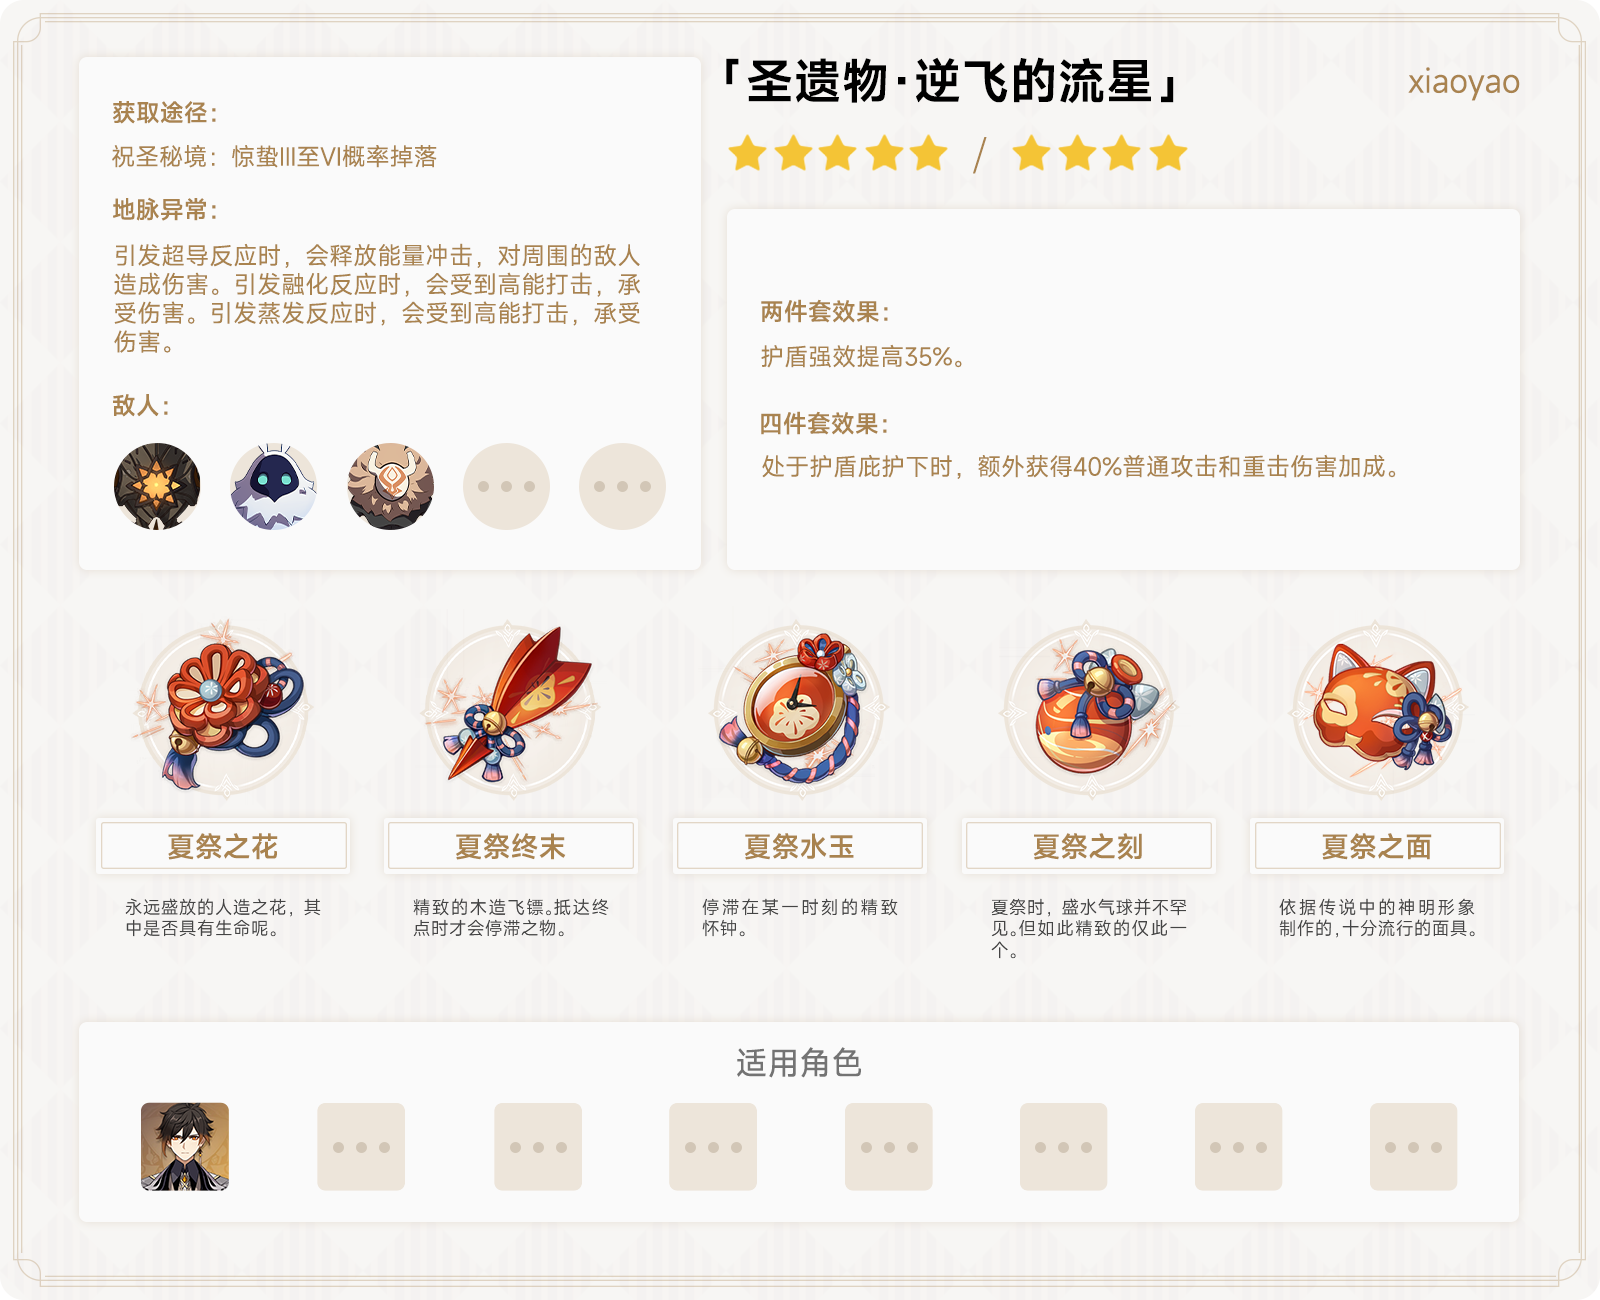 获取途径：
祝圣秘境：惊蛰III至VI概率掉落
地脉异常：
引发超导反应时，会释放能量冲击，对周围的敌人
造成伤害。引发融化反应时，会受到高能打击，承
受伤害。引发蒸发反应时，会受到高能打击，承受
伤害。
敌人：
「圣遗物·逆飞的流星」
xiaoyao
/
两件套效果：
护盾强效提高35%。
四件套效果：
处于护盾庇护下时，额外获得40%普通攻击和重击伤害加成。
夏祭之花
永远盛放的人造之花，其
中是否具有生命呢。
夏祭终末
精致的木造飞镖。抵达终
点时才会停滞之物。
夏祭水玉
停滞在某一时刻的精致
怀钟。
夏祭之刻
夏祭时，盛水气球并不罕
见。但如此精致的仅此一
个。
夏祭之面
依据传说中的神明形象
制作的，十分流行的面具。
适用角色